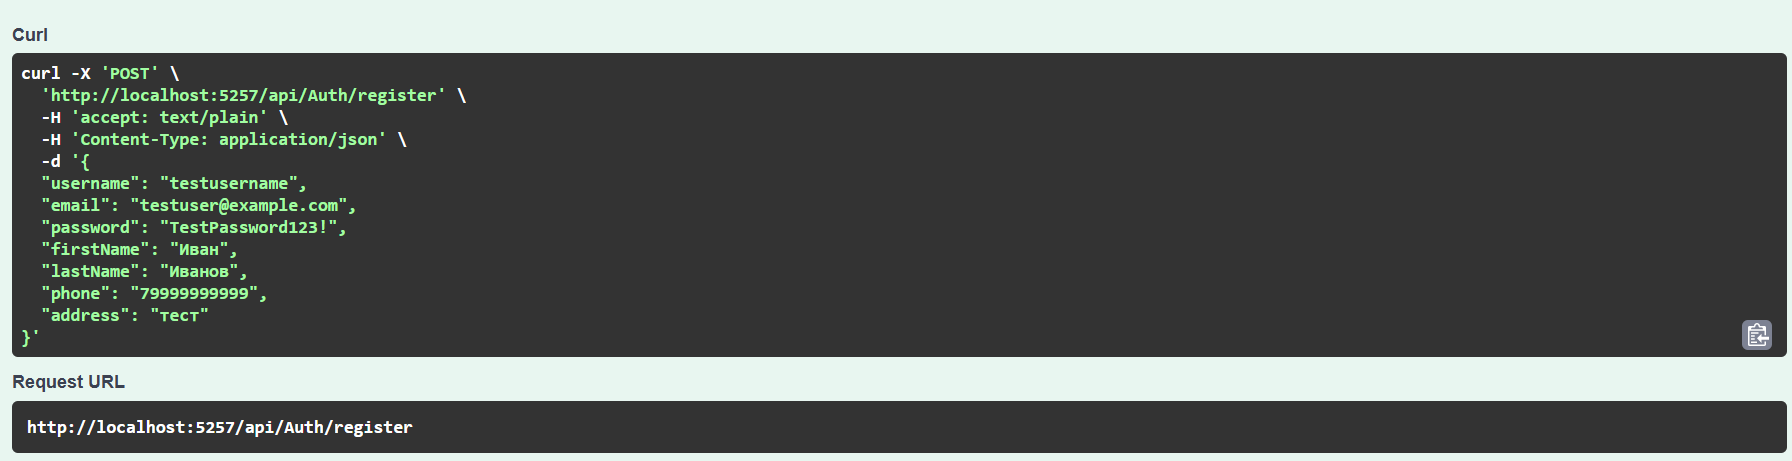 Curl
curl -X 'POST' \
  'http://localhost:5257/api/Auth/register' \
  -H 'accept: text/plain' \
  -H 'Content-Type: application/json' \
  -d '{
  "username": "testusername",
  "email": "testuser@example.com",
  "password": "TestPassword123!",
  "firstName": "Иван",
  "lastName": "Иванов",
  "phone": "79999999999",
  "address": "тест"
}'
Request URL
http://localhost:5257/api/Auth/register